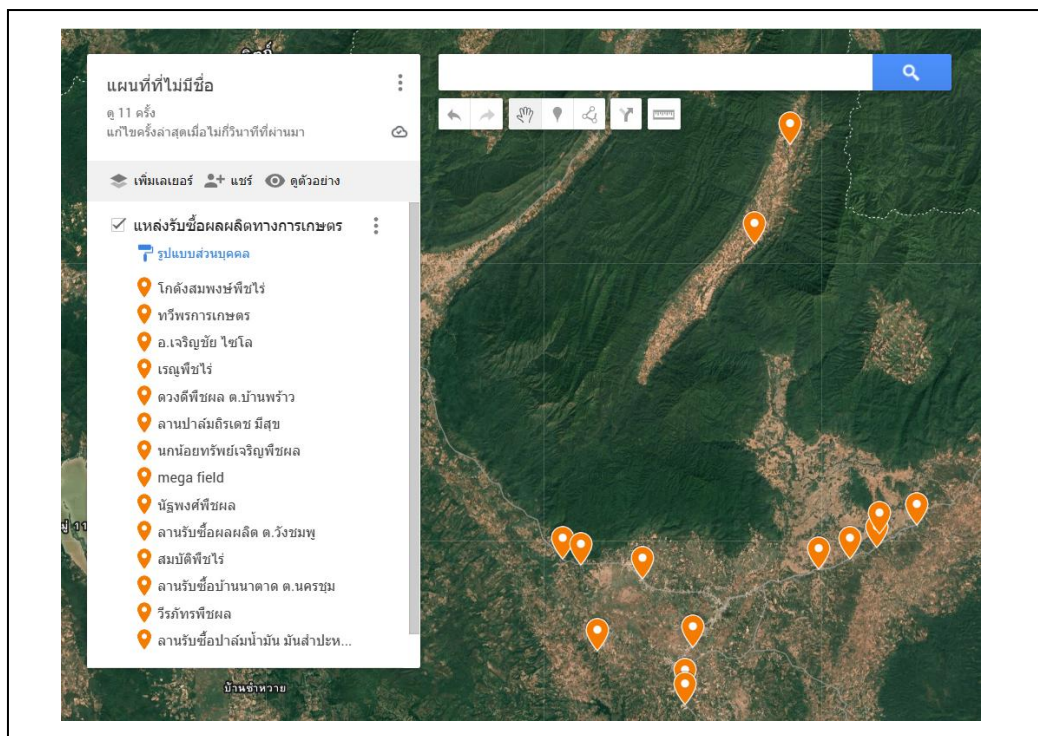 แผนที่ที่ไม่มีชื่อ
ดู 11 ครั้ง
แก้ไขครั้งล่าสุดเมื่อไม่กี่วินาทีที่ผ่านมา
เพิ่มเลเยอร์ แชร์ ดูตัวอย่าง
แหล่งรับซื้อผลผลิตทางการเกษตร
รูปแบบส่วนบุคคล
โกดังสมพงษ์พืชไร่
ทวีพรการเกษตร
อ.เจริญชัย ไซโล
เรณูพืชไร่
ดวงดีพืชผล ต.บ้านพร้าว
ลานปาล์มถิรเดช มีสุข
นกน้อยทรัพย์เจริญพืชผล
mega field
นัฐพงศ์พืชผล
ลานรับซื้อผลผลิต ต.วังชมพู
สมบัติพืชไร่
ลานรับซื้อบ้านนาตาด ต.นครชุม
วีรภัทรพืชผล
ลานรับซื้อปาล์มน้ำมัน มันสำปะห...
บ้านซำหวาย